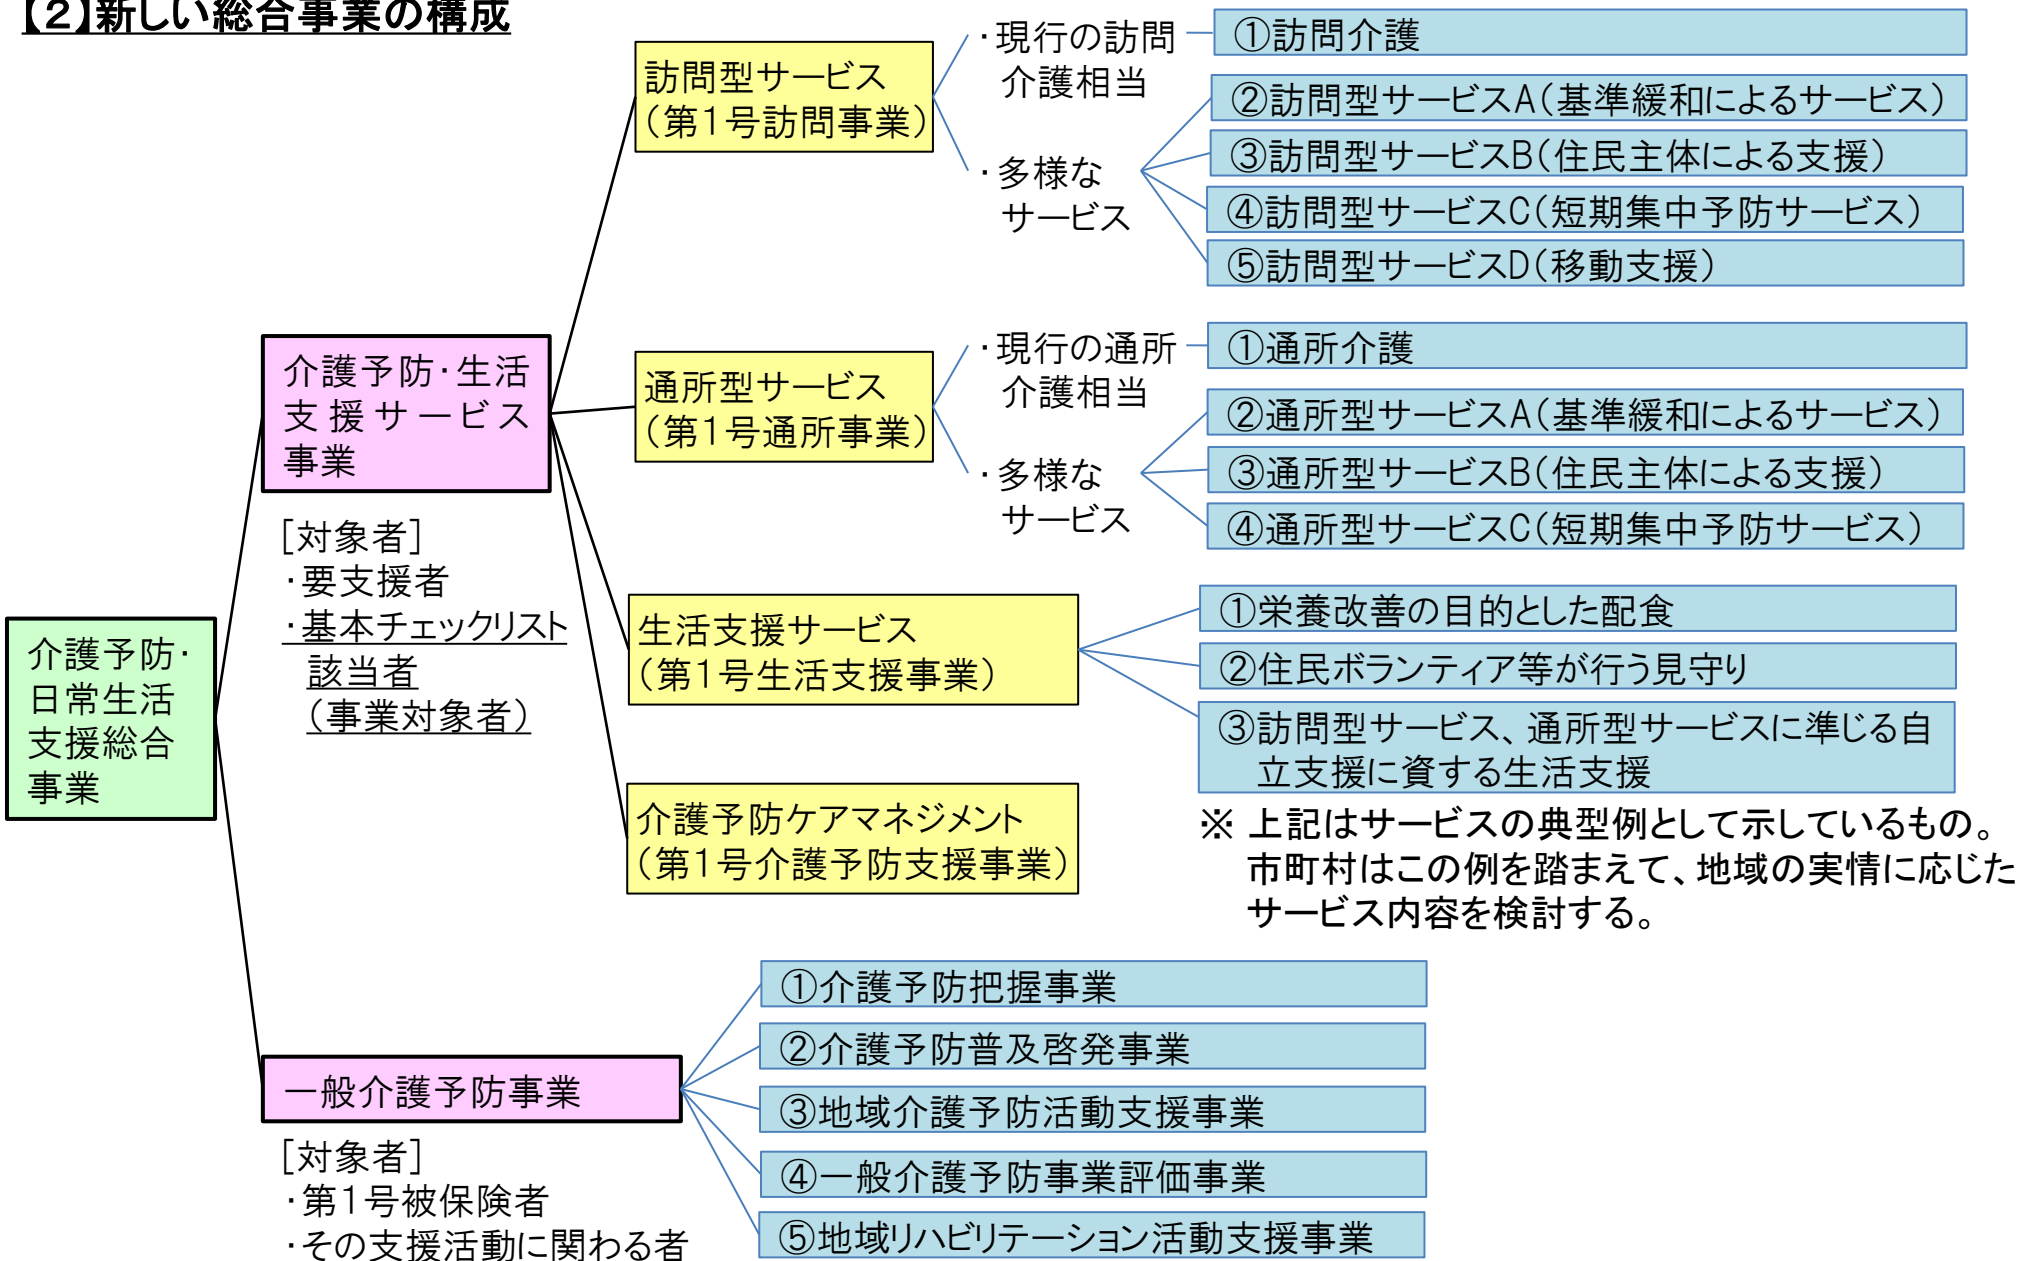 【2】新しい総合事業の構成
介護予防・
日常生活
支援総合
事業
介護予防・生活
支援サービス
事業
[対象者]
・要支援者
・基本チェックリスト
該当者
（事業対象者）
訪問型サービス
（第1号訪問事業）
・現行の訪問
介護相当
①訪問介護
・多様な
サービス
②訪問型サービスA（基準緩和によるサービス）
③訪問型サービスB（住民主体による支援）
④訪問型サービスC（短期集中予防サービス）
⑤訪問型サービスD（移動支援）
通所型サービス
（第1号通所事業）
・現行の通所
介護相当
①通所介護
・多様な
サービス
②通所型サービスA（基準緩和によるサービス）
③通所型サービスB（住民主体による支援）
④通所型サービスC（短期集中予防サービス）
生活支援サービス
（第1号生活支援事業）
①栄養改善の目的とした配食
②住民ボランティア等が行う見守り
③訪問型サービス、通所型サービスに準じる自
立支援に資する生活支援
介護予防ケアマネジメント
（第1号介護予防支援事業）
※ 上記はサービスの典型例として示しているもの。
市町村はこの例を踏まえて、地域の実情に応じた
サービス内容を検討する。
一般介護予防事業
[対象者]
・第1号被保険者
・その支援活動に関わる者
①介護予防把握事業
②介護予防普及啓発事業
③地域介護予防活動支援事業
④一般介護予防事業評価事業
⑤地域リハビリテーション活動支援事業